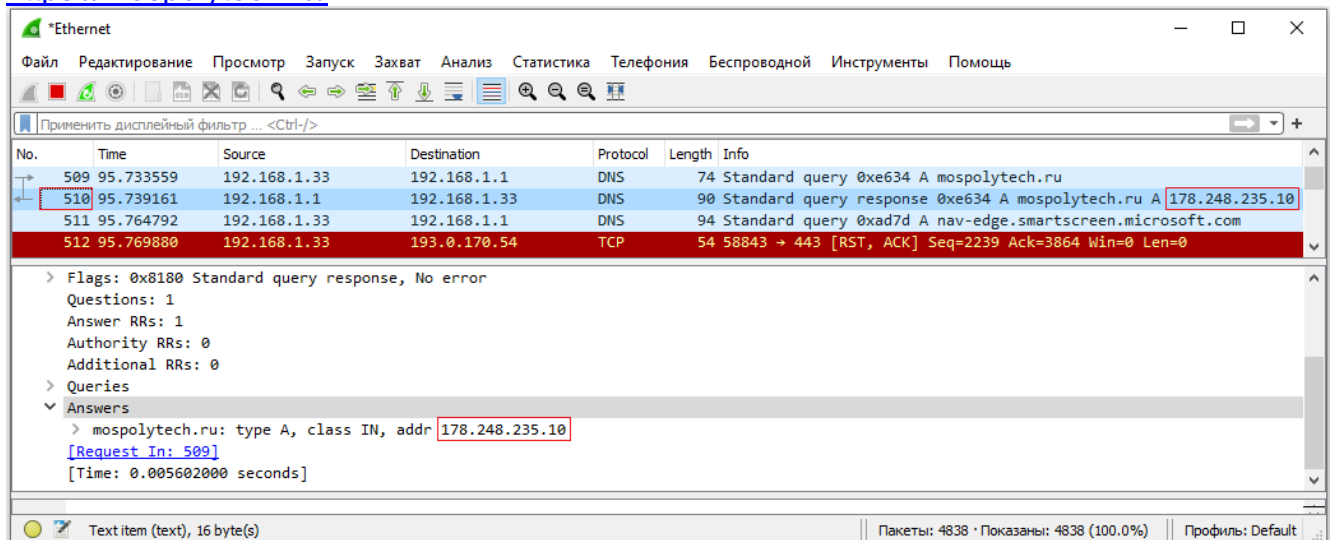 *Ethernet
Файл Редактирование Просмотр Запуск Захват Анализ Статистика Телефония Беспроводной Инструменты Помощь
Применить дисплейный фильтр ... <Ctrl-/>
No. Time Source Destination Protocol Length Info
509 95.733559 192.168.1.33 192.168.1.1 DNS 74 Standard query 0xe634 A mospolytech.ru
510 95.739161 192.168.1.1 192.168.1.33 DNS 90 Standard query response 0xe634 A mospolytech.ru A 178.248.235.10
511 95.764792 192.168.1.33 192.168.1.1 DNS 94 Standard query 0xad7d A nav-edge.smartscreen.microsoft.com
512 95.769880 192.168.1.33 193.0.170.54 TCP 54 58843 → 443 [RST, ACK] Seq=2239 Ack=3864 Win=0 Len=0
> Flags: 0x8180 Standard query response, No error
Questions: 1
Answer RRs: 1
Authority RRs: 0
Additional RRs: 0
> Queries
Answers
> mospolytech.ru: type A, class IN, addr 178.248.235.10
[Request In: 509]
[Time: 0.005602000 seconds]
Text item (text), 16 byte(s) Пакеты: 4838 · Показаны: 4838 (100.0%) Профиль: Default